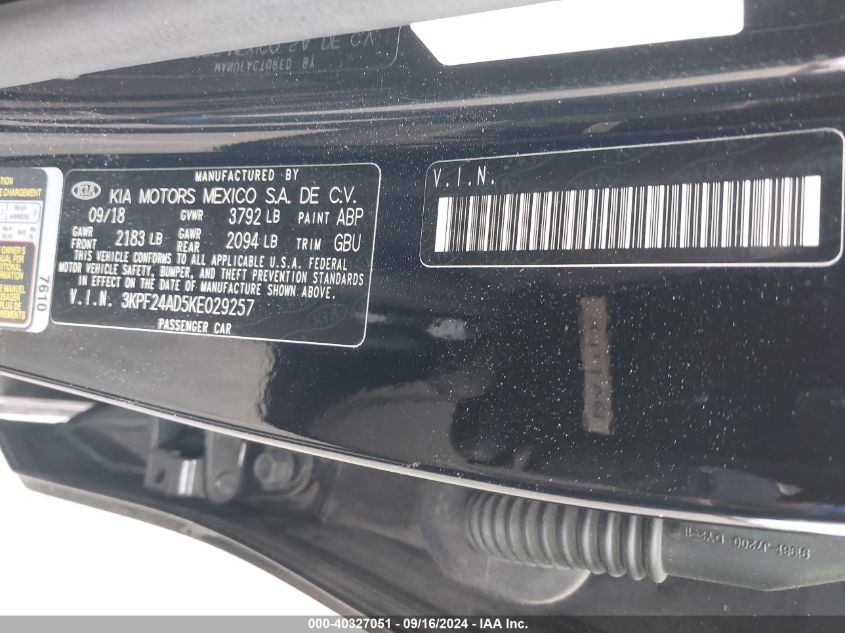 MANUFACTURED BY
KIA KIA MOTORS MEXICO S.A. DE C.V.
09/18 GVWR 3792 LB PAINT ABP
GAWR FRONT 2183 LB GAWR REAR 2094 LB TRIM GBU
THIS VEHICLE CONFORMS TO ALL APPLICABLE U.S.A. FEDERAL
MOTOR VEHICLE SAFETY, BUMPER, AND THEFT PREVENTION STANDARDS
IN EFFECT ON THE DATE OF MANUFACTURE SHOWN ABOVE.
V.I.N. 3KPF24AD5KE029257
PASSENGER CAR
V.I.N.
7610
000-40327051 - 09/16/2024 - IAA Inc.